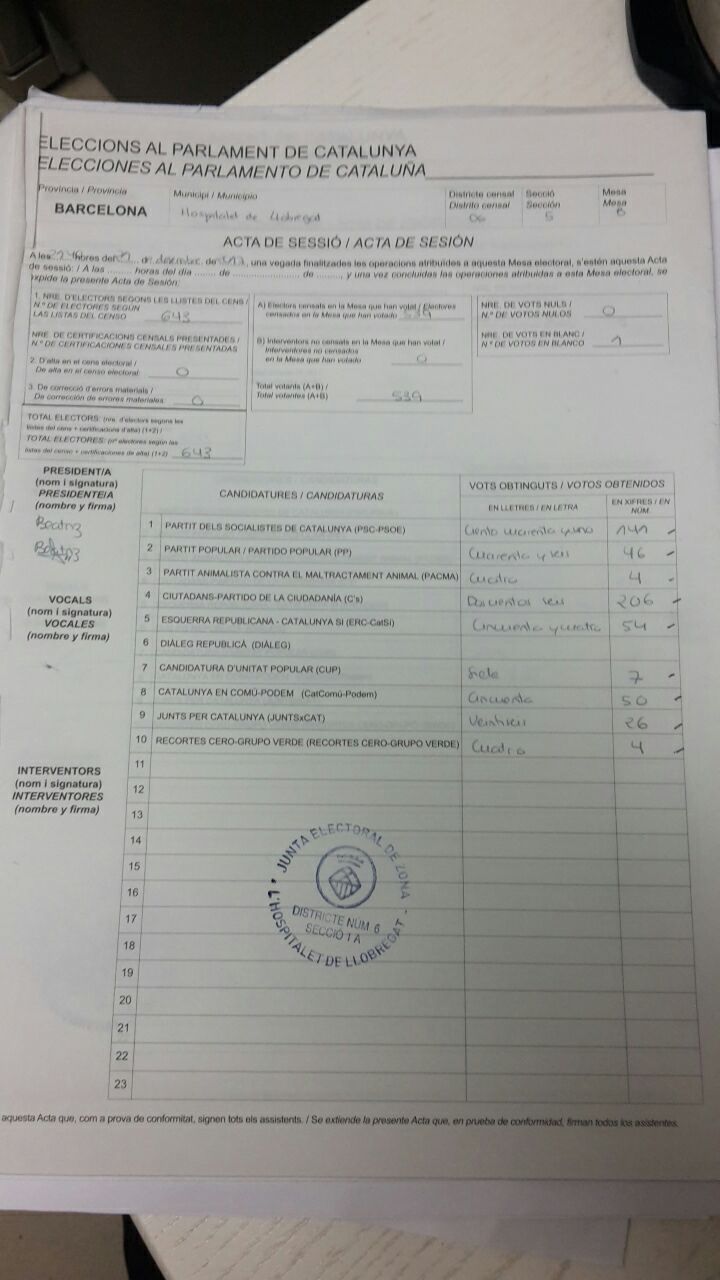 ELECCIONS AL PARLAMENT DE CATALUNYA
ELECCIONES AL PARLAMENTO DE CATALUÑA
Província / Provincia
BARCELONA
Municipi / Municipio
Hospitalet de Llobregat
Districte censal
Distrito censal
06
Secció
Sección
5
Mesa
Mesa
B
ACTA DE SESSIÓ / ACTA DE SESIÓN
A les hores del de desembre de, una vegada finalitzades les operacions atribuïdes a aquesta Mesa electoral, s'estén aquesta Acta
de sessió: / A las ........ horas del día ....... de .................... de ........, y una vez concluidas las operaciones atribuidas a esta Mesa electoral, se
expide la presente Acta de Sesión:
1. NRE. D'ELECTORS SEGONS LES LLISTES DEL CENS /
N.º DE ELECTORES SEGÚN
LAS LISTAS DEL CENSO 643
NRE. DE CERTIFICACIONS CENSALS PRESENTADES /
N.º DE CERTIFICACIONES CENSALES PRESENTADAS
2. D'alta en el cens electoral /
De alta en el censo electoral: 0
3. De correcció d'errors materials /
De corrección de errores materiales: 0
TOTAL ELECTORS: (nre. d'electors segons les
llistes del cens + certificacions d'alta) (1+2) /
TOTAL ELECTORES: (nº electores según las
listas del censo + certificaciones de alta) (1+2) 643
A) Electors censats en la Mesa que han votat / Electores
censados en la Mesa que han votado 539
B) Interventors no censats en la Mesa que han votat /
Interventores no censados
en la Mesa que han votado 0
Total votants (A+B) /
Total votantes (A+B) 539
NRE. DE VOTS NULS /
N.º DE VOTOS NULOS 0
NRE. DE VOTS EN BLANC /
N.º DE VOTOS EN BLANCO 1
PRESIDENT/A
(nom i signatura)
PRESIDENTE/A
(nombre y firma)
Beatriz
VOCALS
(nom i signatura)
VOCALES
(nombre y firma)
INTERVENTORS
(nom i signatura)
INTERVENTORES
(nombre y firma)
CANDIDATURES / CANDIDATURAS
VOTS OBTINGUTS / VOTOS OBTENIDOS
EN LLETRES / EN LETRA
EN XIFRES / EN NÚM.
1 PARTIT DELS SOCIALISTES DE CATALUNYA (PSC-PSOE) Ciento cuarenta y uno 141
2 PARTIT POPULAR / PARTIDO POPULAR (PP) Cuarenta y seis 46
3 PARTIT ANIMALISTA CONTRA EL MALTRACTAMENT ANIMAL (PACMA) Cuatro 4
4 CIUTADANS-PARTIDO DE LA CIUDADANÍA (C's) Doscientos seis 206
5 ESQUERRA REPUBLICANA - CATALUNYA SÍ (ERC-CatSí) Cincuenta y cuatro 54
6 DIÀLEG REPUBLICÀ (DIÀLEG)
7 CANDIDATURA D'UNITAT POPULAR (CUP) Siete 7
8 CATALUNYA EN COMÚ-PODEM (CatComú-Podem) Cincuenta 50
9 JUNTS PER CATALUNYA (JUNTSxCAT) Veintiseis 26
10 RECORTES CERO-GRUPO VERDE (RECORTES CERO-GRUPO VERDE) Cuatro 4
11
12
13
14
15
16
17
18
19
20
21
22
23
JUNTA ELECTORAL DE ZONA
DISTRICTE NUM 6
SECCIÓ 1 A
L'HOSPITALET DE LLOBREGAT
aquesta Acta que, com a prova de conformitat, signen tots els assistents. / Se extiende la presente Acta que, en prueba de conformidad, firman todos los asistentes.